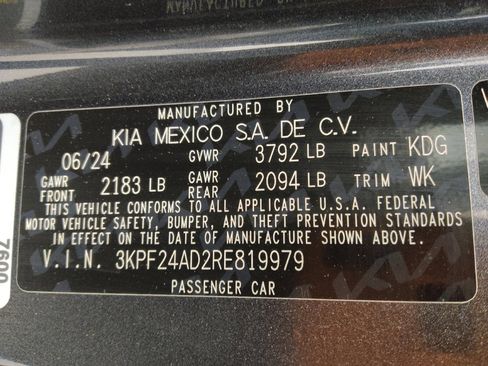 MANUFACTURED BY
KIA MEXICO S.A. DE C.V.
06/24 GVWR 3792 LB PAINT KDG
GAWR FRONT 2183 LB GAWR REAR 2094 LB TRIM WK
THIS VEHICLE CONFORMS TO ALL APPLICABLE U.S.A. FEDERAL
MOTOR VEHICLE SAFETY, BUMPER, AND THEFT PREVENTION STANDARDS
IN EFFECT ON THE DATE OF MANUFACTURE SHOWN ABOVE.
V.I.N. 3KPF24AD2RE819979
PASSENGER CAR